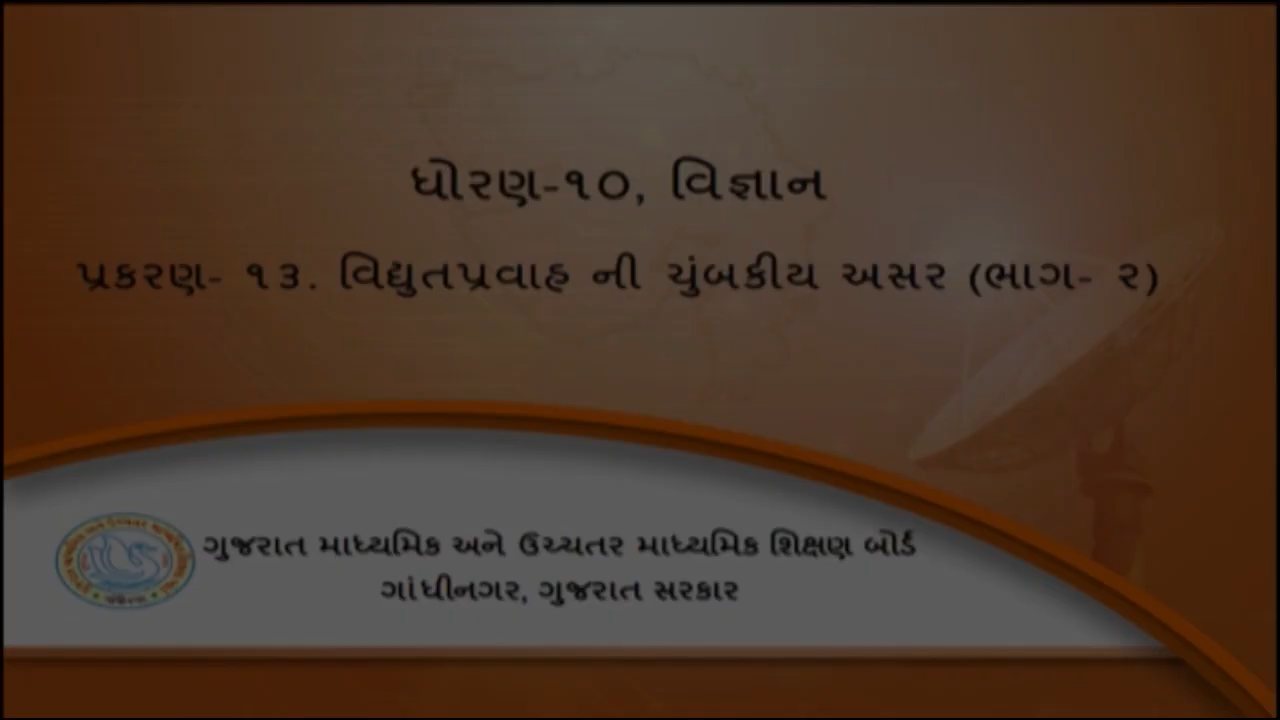 ધોરણ-૧૦, વિજ્ઞાન
પ્રકરણ- ૧૩. વિદ્યુતપ્રવાહ ની ચુંબકીય અસર (ભાગ- ૨)
ગુજરાત માધ્યમિક અને ઉચ્ચતર માધ્યમિક શિક્ષણ બોર્ડ
ગાંધીનગર, ગુજરાત સરકાર